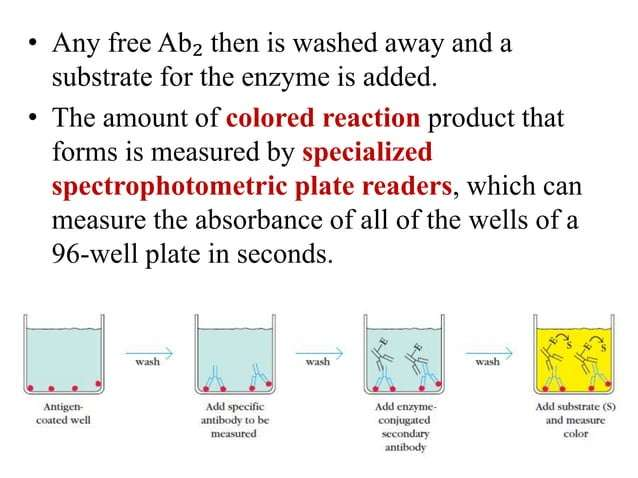 • Any free Ab₂ then is washed away and a
substrate for the enzyme is added.
• The amount of colored reaction product that
forms is measured by specialized
spectrophotometric plate readers, which can
measure the absorbance of all of the wells of a
96-well plate in seconds.
wash
wash
wash
E
E
E
S
E
S
Antigen-
coated well
Add specific
antibody to be
measured
Add enzyme-
conjugated
secondary
antibody
Add substrate (S)
and measure
color